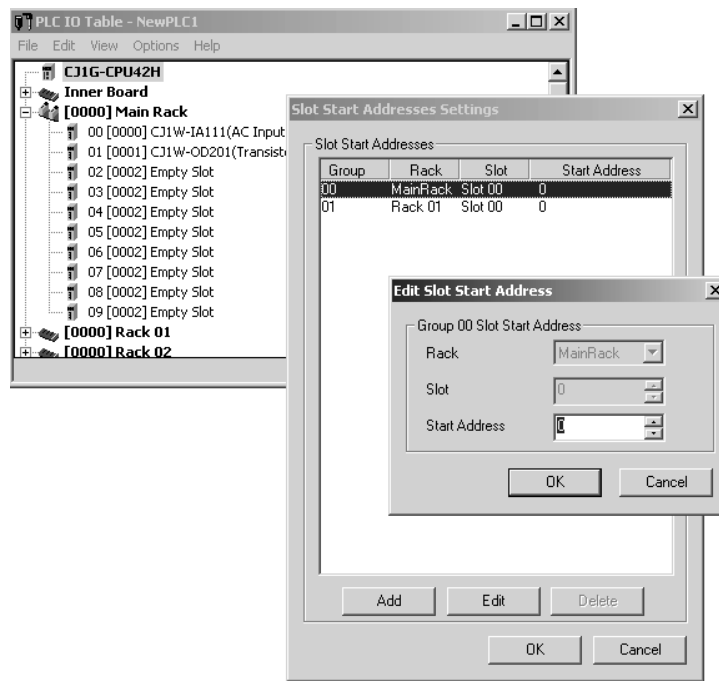 PLC IO Table - NewPLC1
File Edit View Options Help
CJ1G-CPU42H
Inner Board
[0000] Main Rack
00 [0000] CJ1W-IA111(AC Input
01 [0001] CJ1W-OD201(Transist
02 [0002] Empty Slot
03 [0002] Empty Slot
04 [0002] Empty Slot
05 [0002] Empty Slot
06 [0002] Empty Slot
07 [0002] Empty Slot
08 [0002] Empty Slot
09 [0002] Empty Slot
[0000] Rack 01
[0000] Rack 02
Slot Start Addresses Settings
Slot Start Addresses
Group Rack Slot Start Address
00 MainRack Slot 00 0
01 Rack 01 Slot 00 0
Edit Slot Start Address
Group 00 Slot Start Address
Rack MainRack
Slot 0
Start Address 0
OK Cancel
Add Edit Delete
OK Cancel